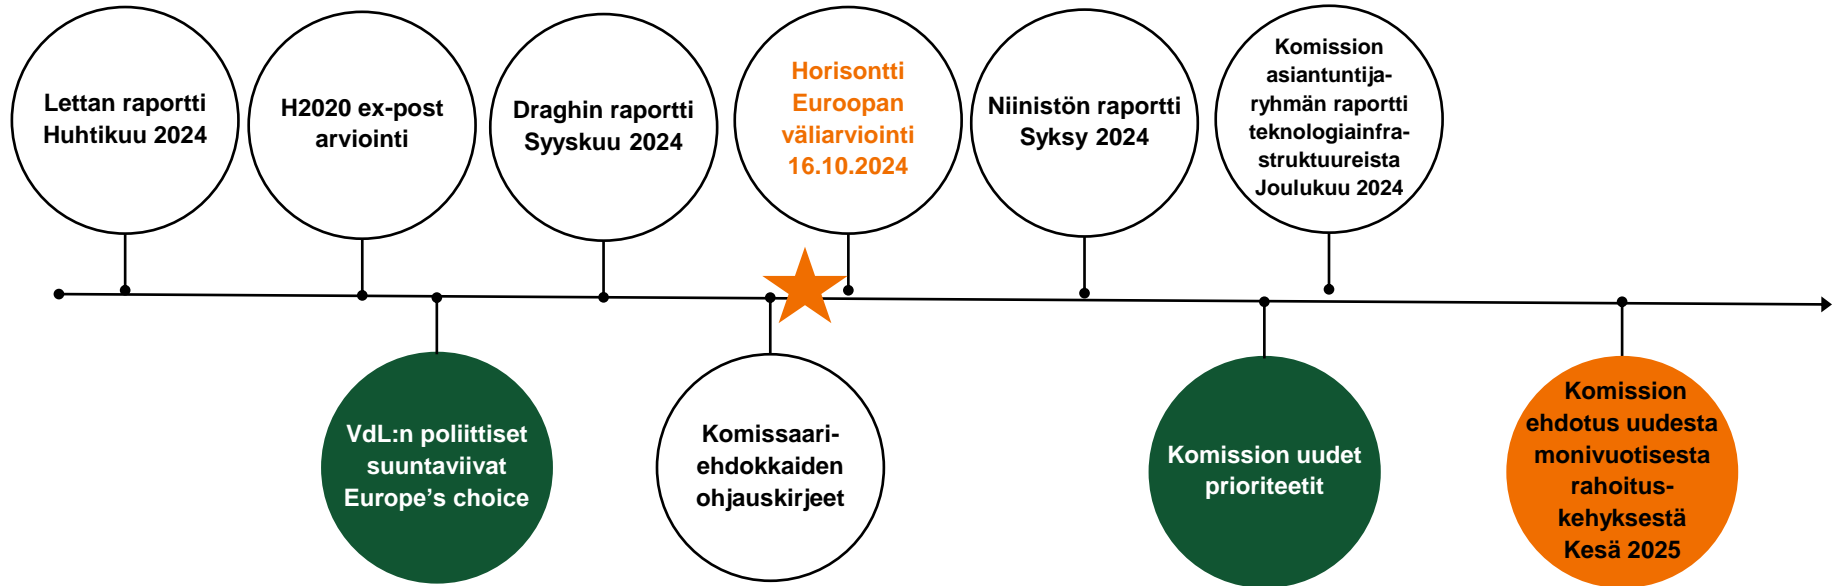 Lettan raportti
Huhtikuu 2024
H2020 ex-post
arviointi
Draghin raportti
Syyskuu 2024
Horisontti
Euroopan
väliarviointi
16.10.2024
Niinistön raportti
Syksy 2024
Komission
asiantuntija-
ryhmän raportti
teknologiainfra-
struktuureista
Joulukuu 2024
VdL:n poliittiset
suuntaviivat
Europe’s choice
Komissaari-
ehdokkaiden
ohjauskirjeet
Komission uudet
prioriteetit
Komission
ehdotus uudesta
monivuotisesta
rahoitus-
kehyksestä
Kesä 2025